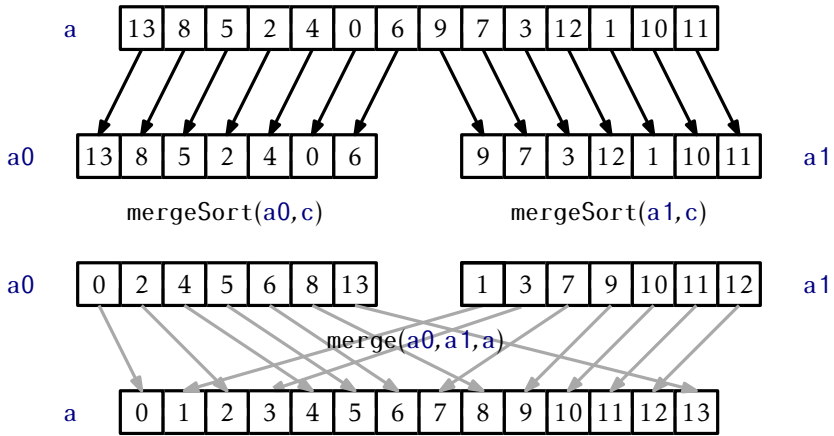 a 13 8 5 2 4 0 6 9 7 3 12 1 10 11
a0 13 8 5 2 4 0 6 9 7 3 12 1 10 11 a1
mergeSort(a0,c) mergeSort(a1,c)
a0 0 2 4 5 6 8 13 1 3 7 9 10 11 12 a1
merge(a0,a1,a)
a 0 1 2 3 4 5 6 7 8 9 10 11 12 13